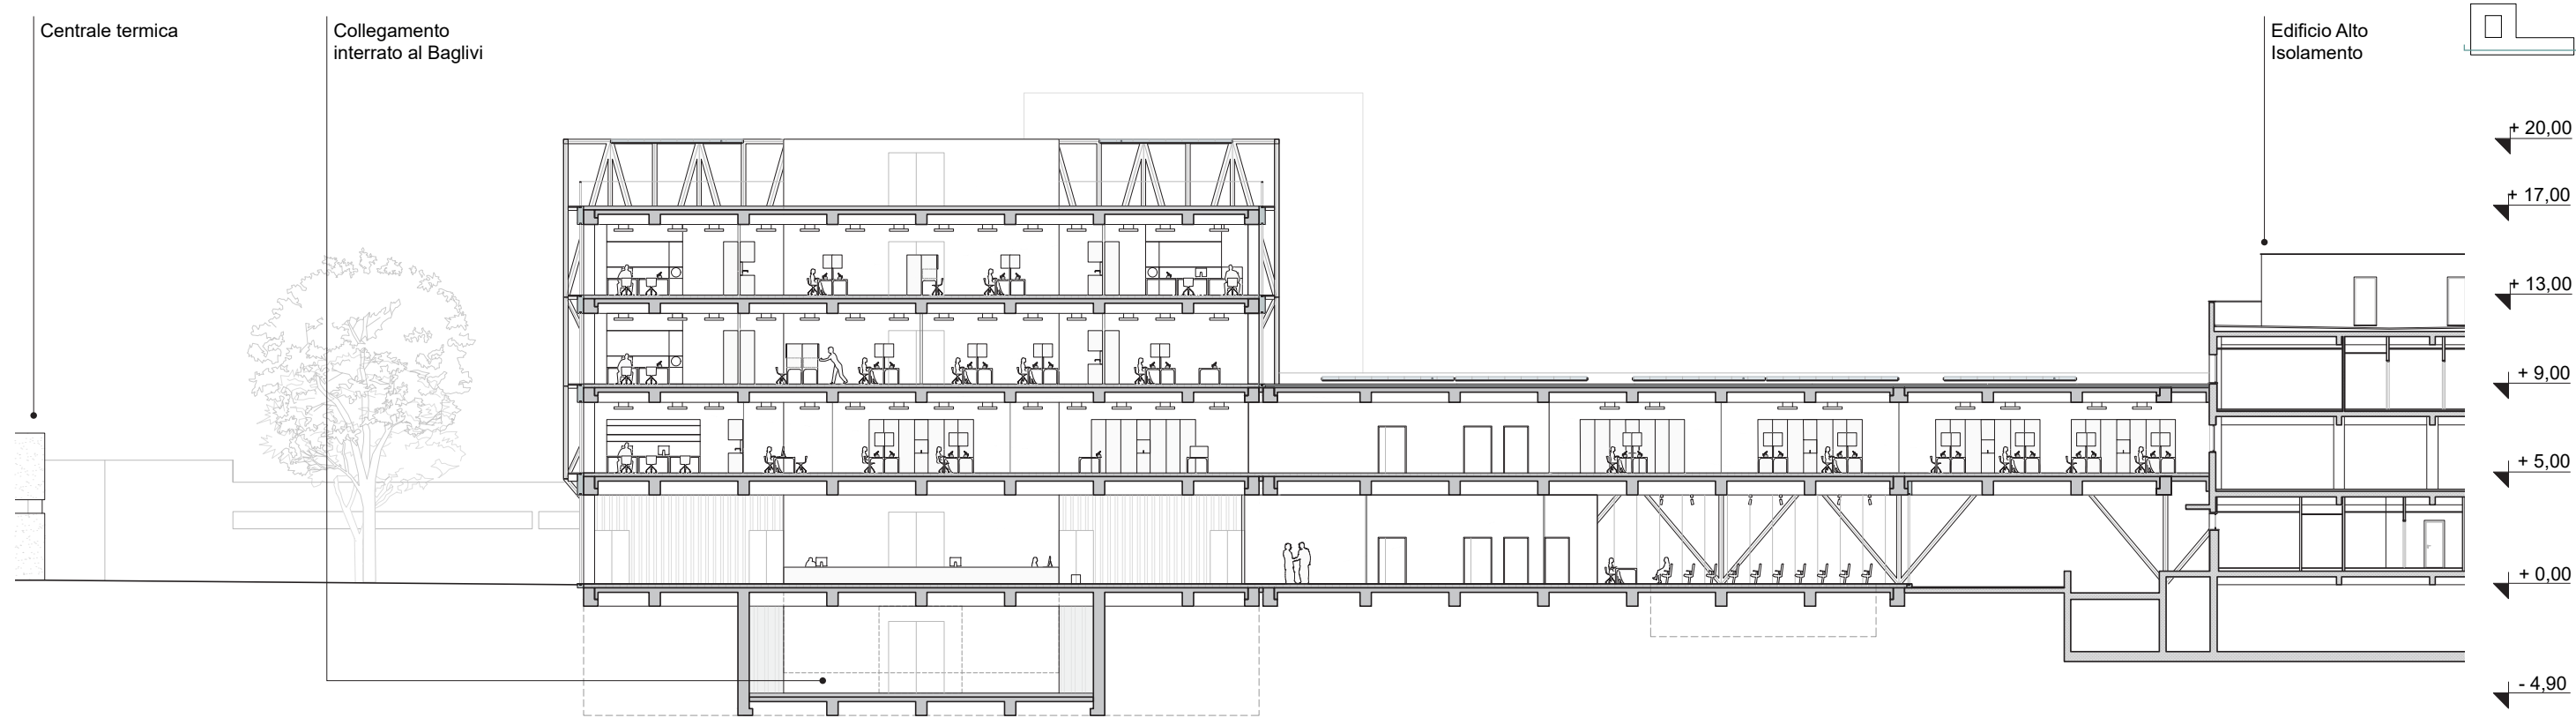 Centrale termica
Collegamento
interrato al Baglivi
Edificio Alto
Isolamento
+ 20,00
+ 17,00
+ 13,00
+ 9,00
+ 5,00
+ 0,00
- 4,90